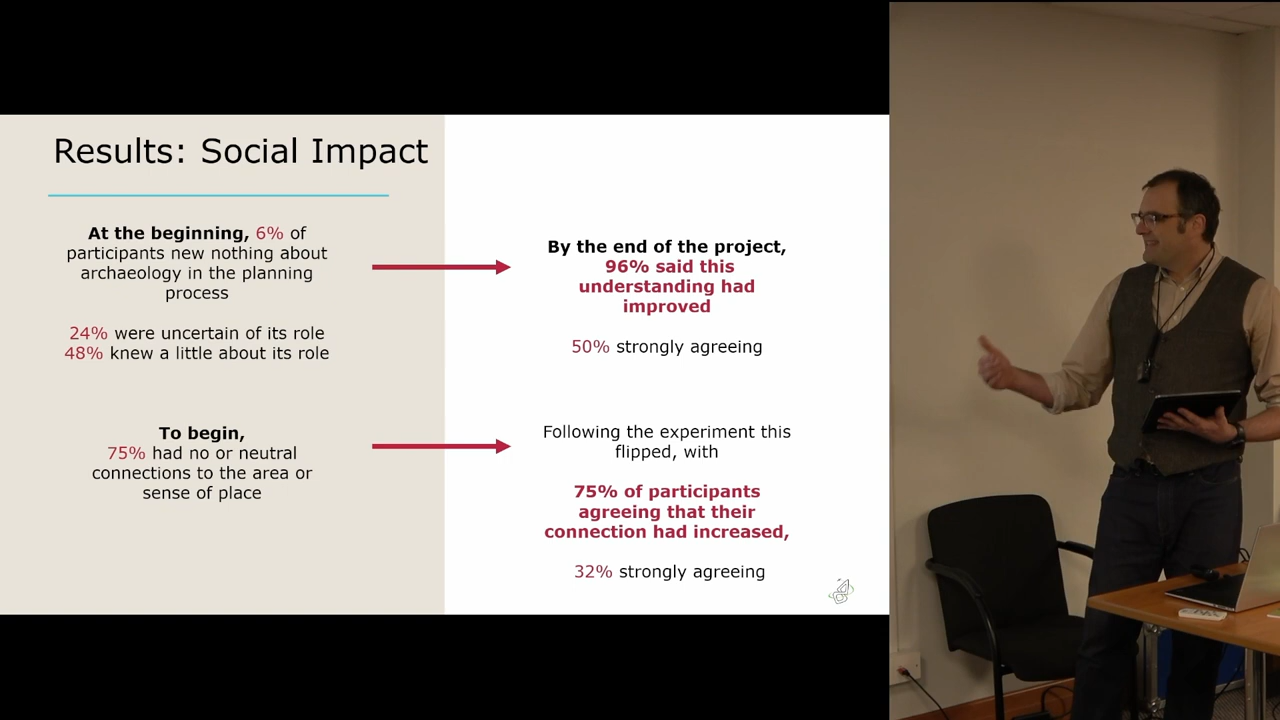 Results: Social Impact
At the beginning, 6% of
participants new nothing about
archaeology in the planning
process
24% were uncertain of its role
48% knew a little about its role
To begin,
75% had no or neutral
connections to the area or
sense of place
By the end of the project,
96% said this
understanding had
improved
50% strongly agreeing
Following the experiment this
flipped, with
75% of participants
agreeing that their
connection had increased,
32% strongly agreeing